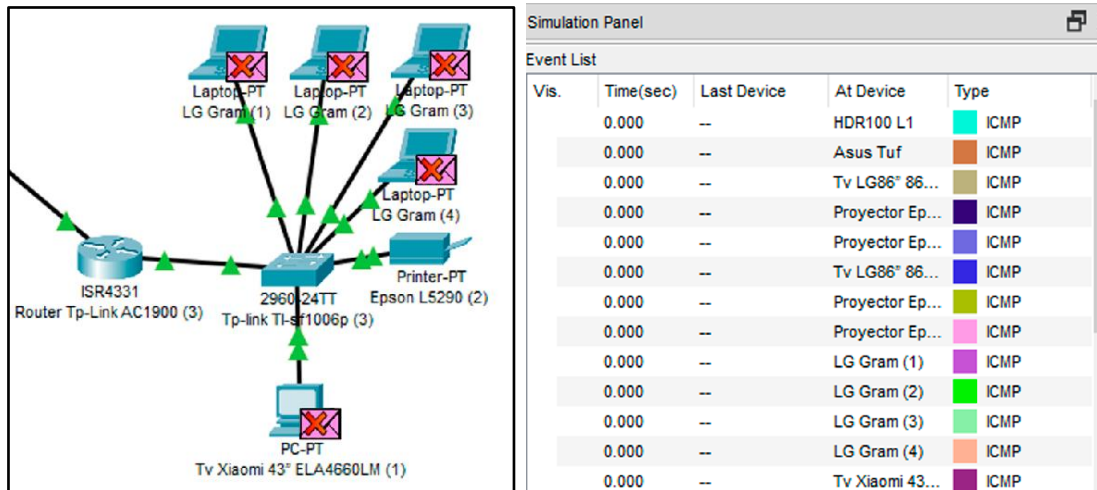 Laptop-PT
LG Gram (1)
Laptop-PT
LG Gram (2)
Laptop-PT
LG Gram (3)
Laptop-PT
LG Gram (4)
ISR4331
Router Tp-Link AC1900 (3)
2960-24TT
Tp-link Tl-sf1006p (3)
Printer-PT
Epson L5290 (2)
PC-PT
Tv Xiaomi 43" ELA4660LM (1)
Simulation Panel
Event List
Vis. Time(sec) Last Device At Device Type
0.000 -- HDR100 L1 ICMP
0.000 -- Asus Tuf ICMP
0.000 -- Tv LG86" 86... ICMP
0.000 -- Proyector Ep... ICMP
0.000 -- Proyector Ep... ICMP
0.000 -- Tv LG86" 86... ICMP
0.000 -- Proyector Ep... ICMP
0.000 -- Proyector Ep... ICMP
0.000 -- LG Gram (1) ICMP
0.000 -- LG Gram (2) ICMP
0.000 -- LG Gram (3) ICMP
0.000 -- LG Gram (4) ICMP
0.000 -- Tv Xiaomi 43... ICMP